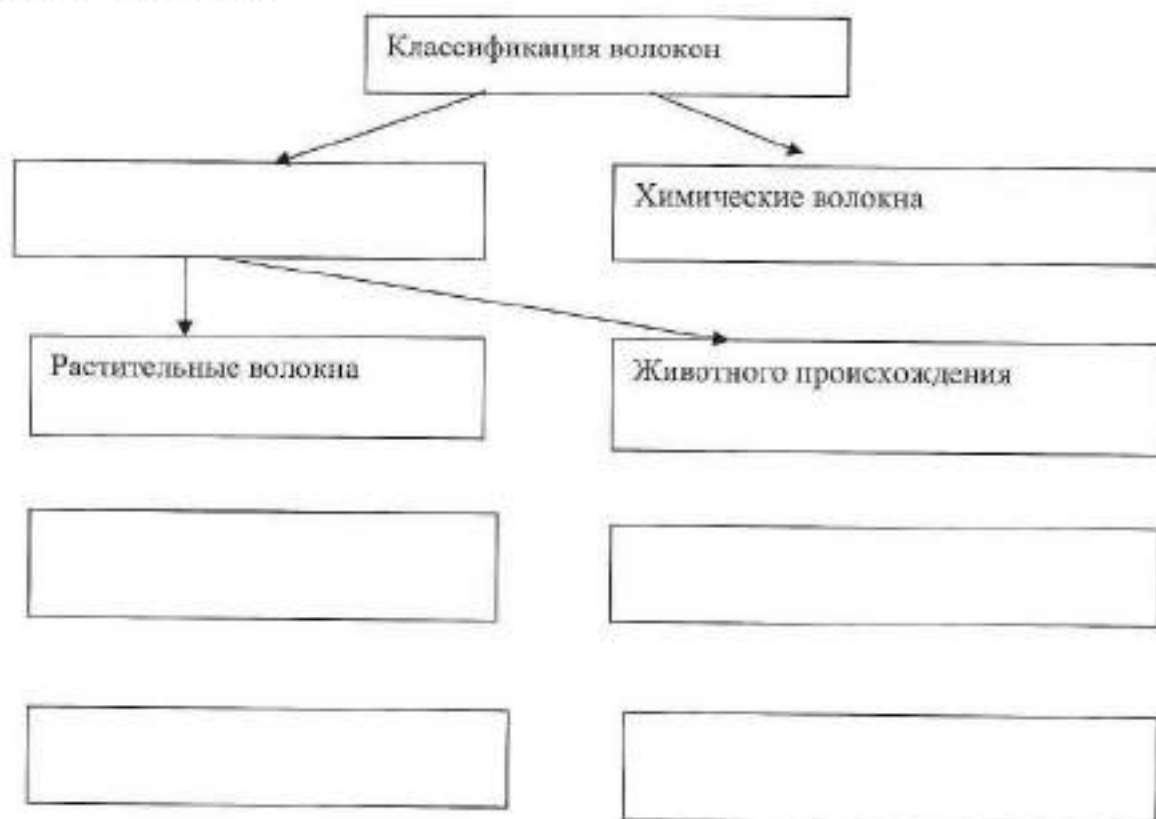 Классификация волокон
Химические волокна
Растительные волокна
Животного происхождения